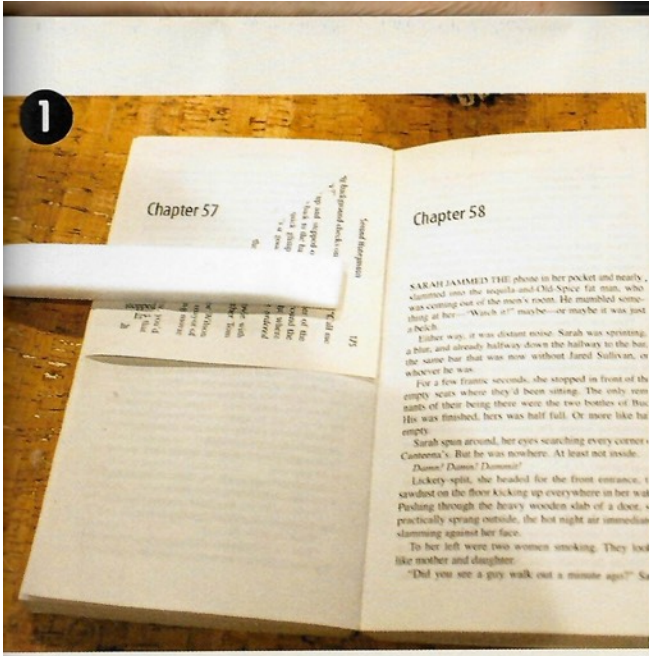 1
Chapter 57
Second Honeymoon
175
Chapter 58
SARAH JAMMED THE phone in her pocket and nearly
slammed into the tequila-and-Old-Spice fat man, who
was coming out of the men's room. He mumbled some-
thing at her—"Watch it!" maybe—or maybe it was just
a belch.
Either way, it was distant noise. Sarah was sprinting,
a blur, and already halfway down the hallway to the bar,
the same bar that was now without Jared Sullivan, or
whoever he was.
For a few frantic seconds, she stopped in front of the
empty seats where they'd been sitting. The only rem-
nants of their being there were the two bottles of Buc
His was finished, hers was half full. Or more like ha
empty.
Sarah spun around, her eyes searching every corner
Canteena's. But he was nowhere. At least not inside.
Damn! Damn! Dammit!
Lickety-split, she headed for the front entrance, t
sawdust on the floor kicking up everywhere in her wak
Pushing through the heavy wooden slab of a door, s
practically sprang outside, the hot night air immediat
slamming against her face.
To her left were two women smoking. They look
like mother and daughter.
"Did you see a guy walk out a minute ago?" Sa